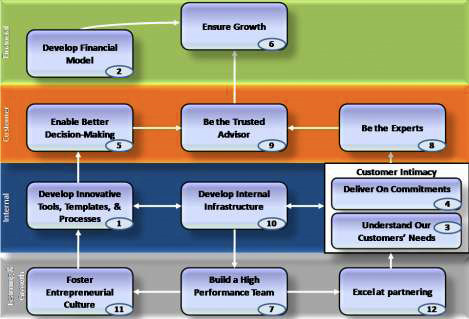 Financial
Ensure Growth
6
Develop Financial
Model
2
Customer
Enable Better
Decision-Making
5
Be the Trusted
Advisor
9
Be the Experts
8
Internal
Develop Innovative
Tools, Templates, &
Processes
1
Develop Internal
Infrastructure
10
Customer Intimacy
Deliver On Commitments
4
Understand Our
Customers' Needs
3
Learning &
Growth
Foster
Entrepreneurial
Culture
11
Build a High
Performance Team
7
Excel at partnering
12